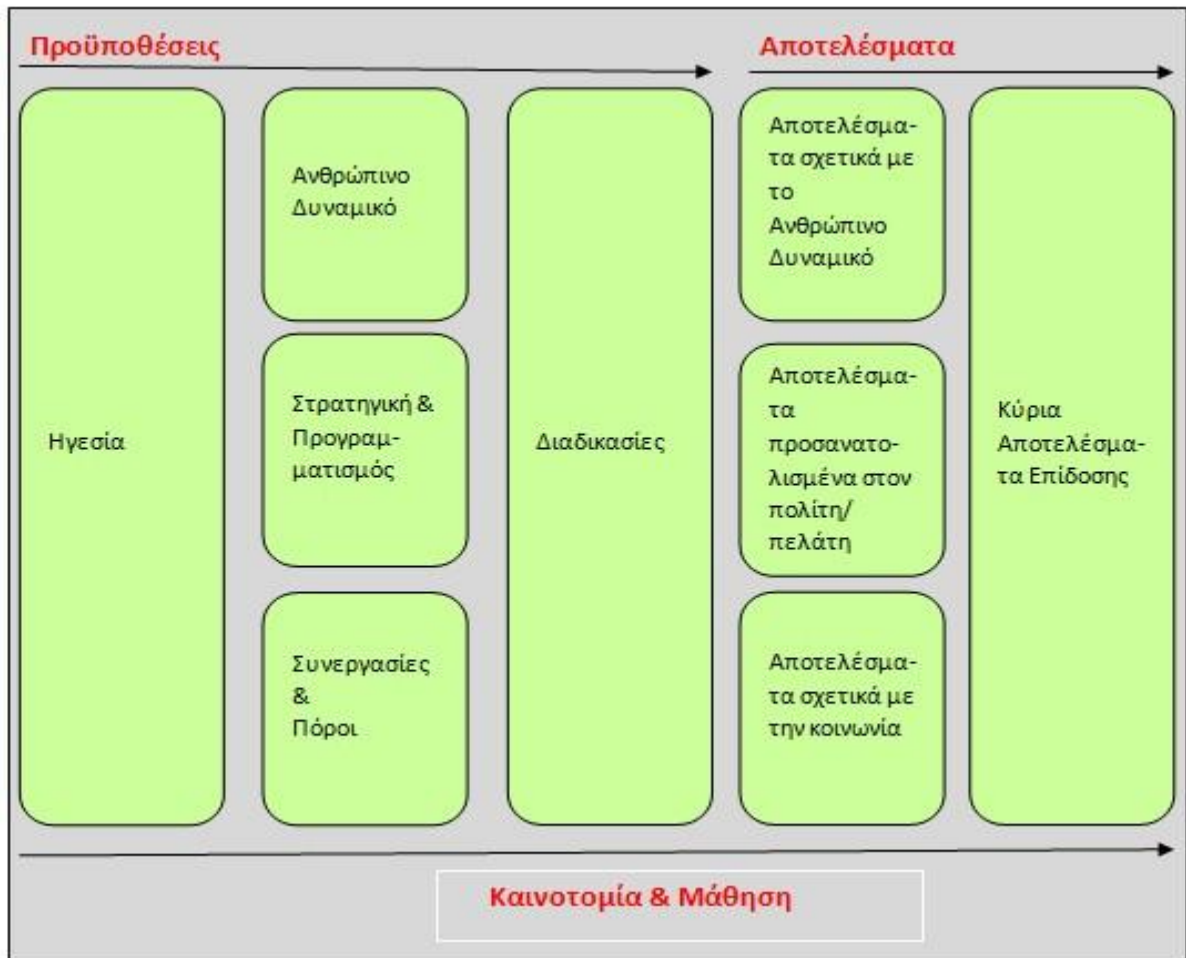 Προϋποθέσεις
Αποτελέσματα
Ηγεσία
Ανθρώπινο
Δυναμικό
Στρατηγική &
Προγραμ-
ματισμός
Συνεργασίες
&
Πόροι
Διαδικασίες
Αποτελέσμα-
τα σχετικά με
το
Ανθρώπινο
Δυναμικό
Αποτελέσμα-
τα
προσανατο-
λισμένα στον
πολίτη/
πελάτη
Αποτελέσμα-
τα σχετικά με
την κοινωνία
Κύρια
Αποτελέσμα-
τα Επίδοσης
Καινοτομία & Μάθηση